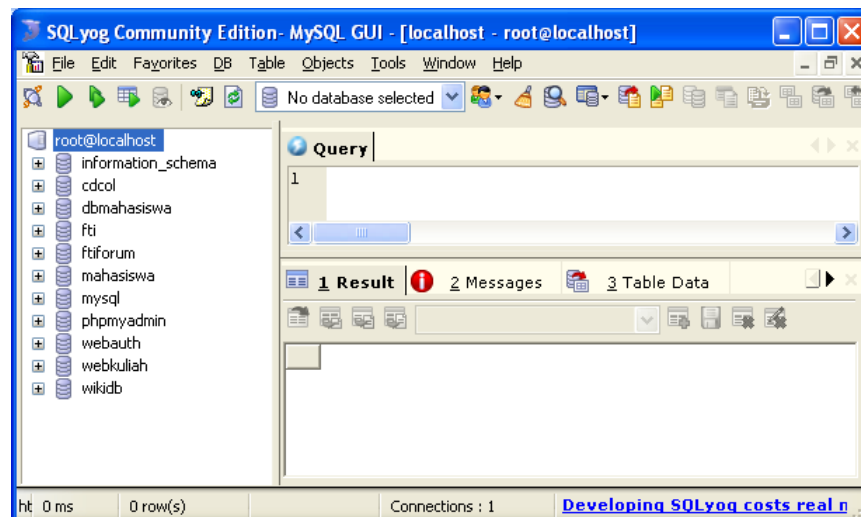 SQLyog Community Edition- MySQL GUI - [localhost - root@localhost]
File Edit Favorites DB Table Objects Tools Window Help
No database selected
root@localhost
information_schema
cdcol
dbmahasiswa
fti
ftiforum
mahasiswa
mysql
phpmyadmin
webauth
webkuliah
wikidb
Query
1
1 Result 2 Messages 3 Table Data
ht 0 ms 0 row(s) Connections : 1 Developing SQLyog costs real n